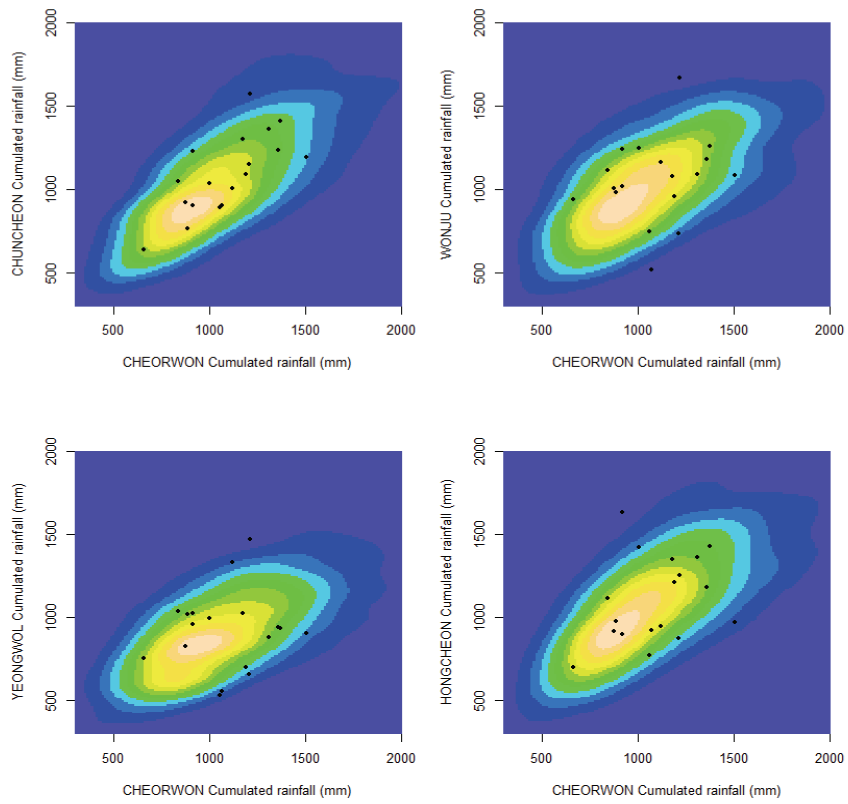 2000
1500
1000
500
CHUNCHEON Cumulated rainfall (mm)
500 1000 1500 2000
CHEORWON Cumulated rainfall (mm)
2000
1500
1000
500
WONJU Cumulated rainfall (mm)
500 1000 1500 2000
CHEORWON Cumulated rainfall (mm)
2000
1500
1000
500
YEONGWOL Cumulated rainfall (mm)
500 1000 1500 2000
CHEORWON Cumulated rainfall (mm)
2000
1500
1000
500
HONGCHEON Cumulated rainfall (mm)
500 1000 1500 2000
CHEORWON Cumulated rainfall (mm)